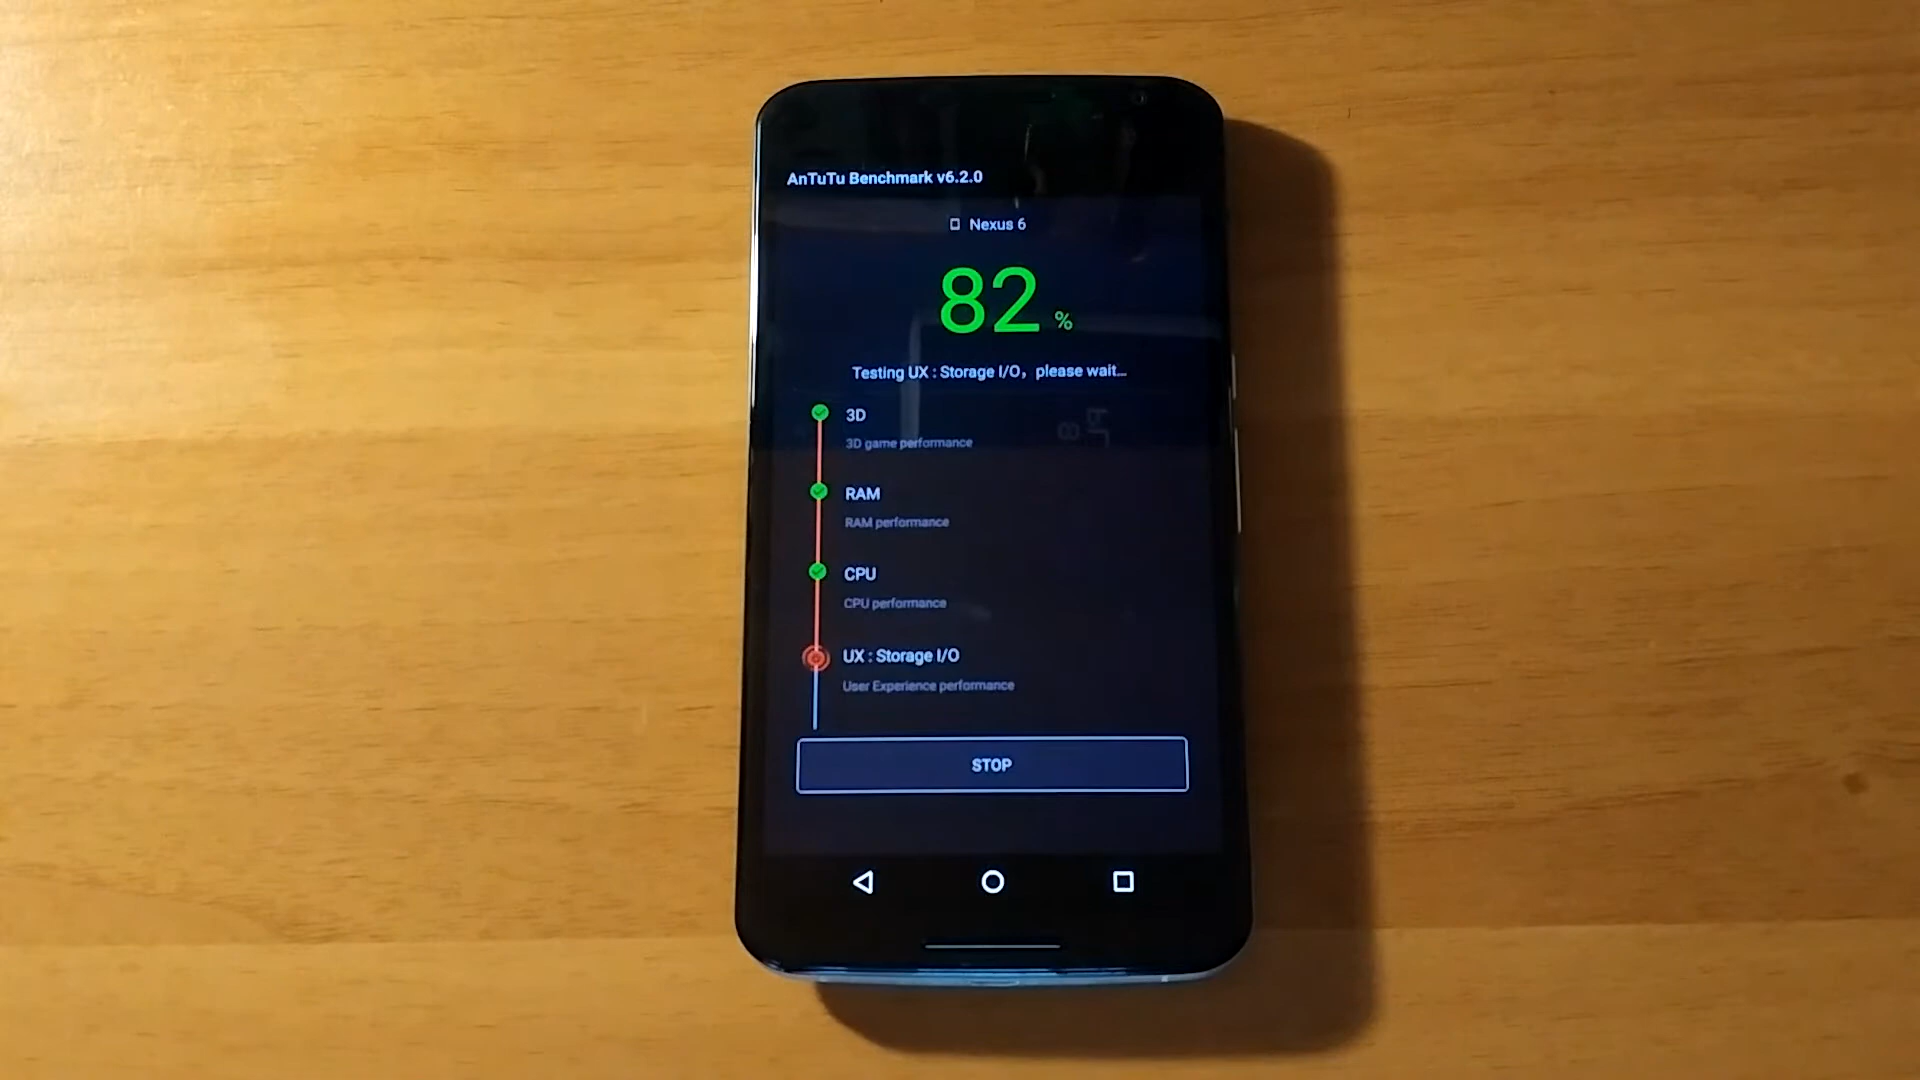 AnTuTu Benchmark v6.2.0
Nexus 6
82 %
Testing UX : Storage I/O, please wait...
3D
3D game performance
RAM
RAM performance
CPU
CPU performance
UX : Storage I/O
User Experience performance
STOP